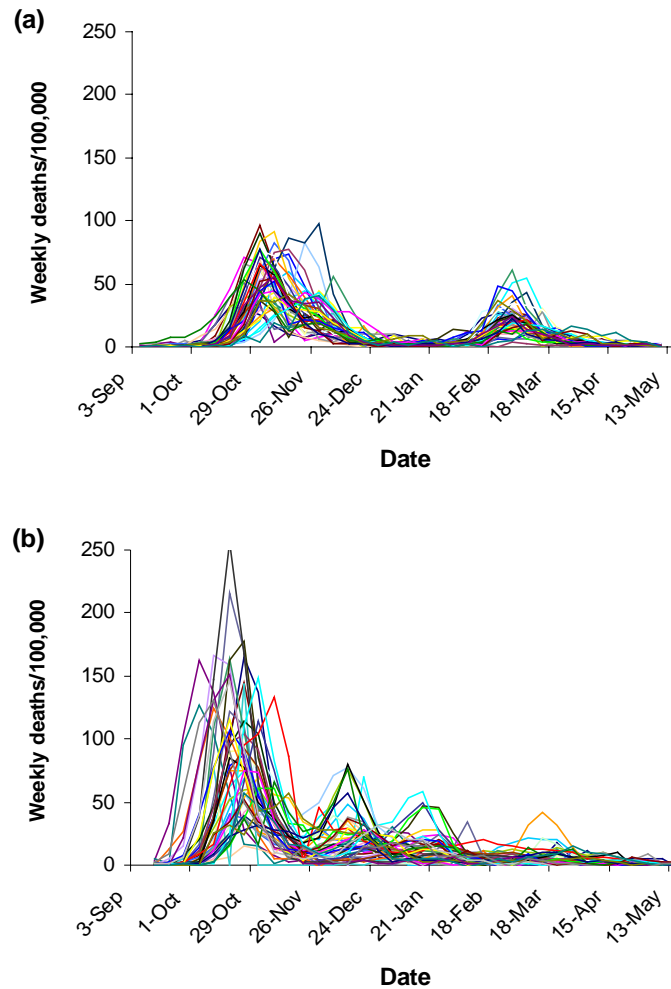 (a)
250
200
150
100
50
0
Weekly deaths/100,000
3-Sep
1-Oct
29-Oct
26-Nov
24-Dec
21-Jan
18-Feb
18-Mar
15-Apr
13-May
Date
(b)
250
200
150
100
50
0
Weekly deaths/100,000
3-Sep
1-Oct
29-Oct
26-Nov
24-Dec
21-Jan
18-Feb
18-Mar
15-Apr
13-May
Date